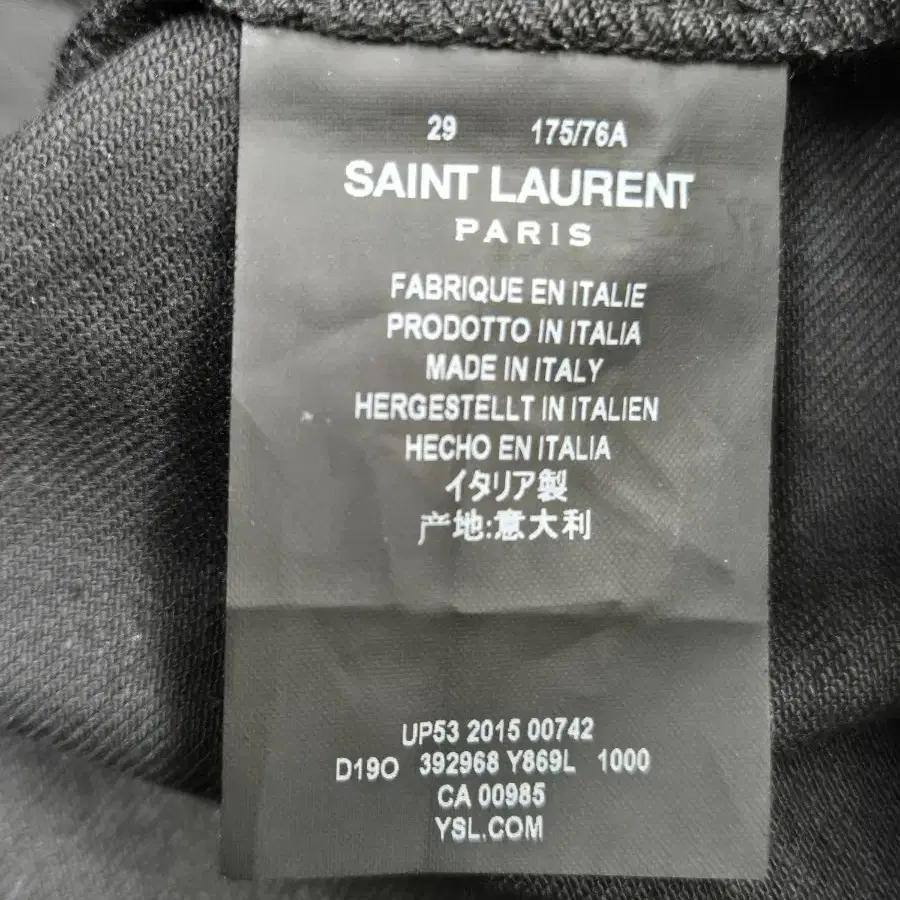 29 175/76A
SAINT LAURENT
PARIS
FABRIQUE EN ITALIE
PRODOTTO IN ITALIA
MADE IN ITALY
HERGESTELLT IN ITALIEN
HECHO EN ITALIA
イタリア製
产地:意大利
UP53 2015 00742
D19O 392968 Y869L 1000
CA 00985
YSL.COM